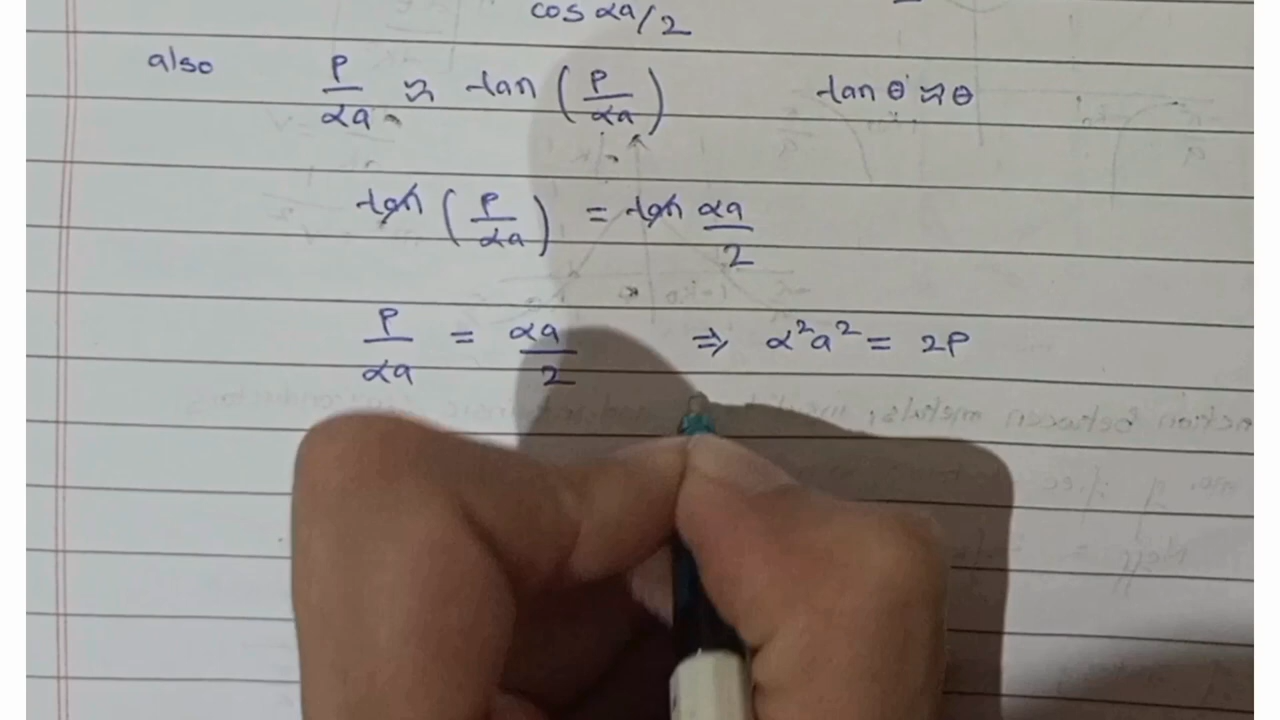 cos αa/2
also P/αa ≈ tan (P/αa) tan θ ≈ θ
tan (P/αa) = tan αa/2
P/αa = αa/2 ⇒ α²a² = 2P